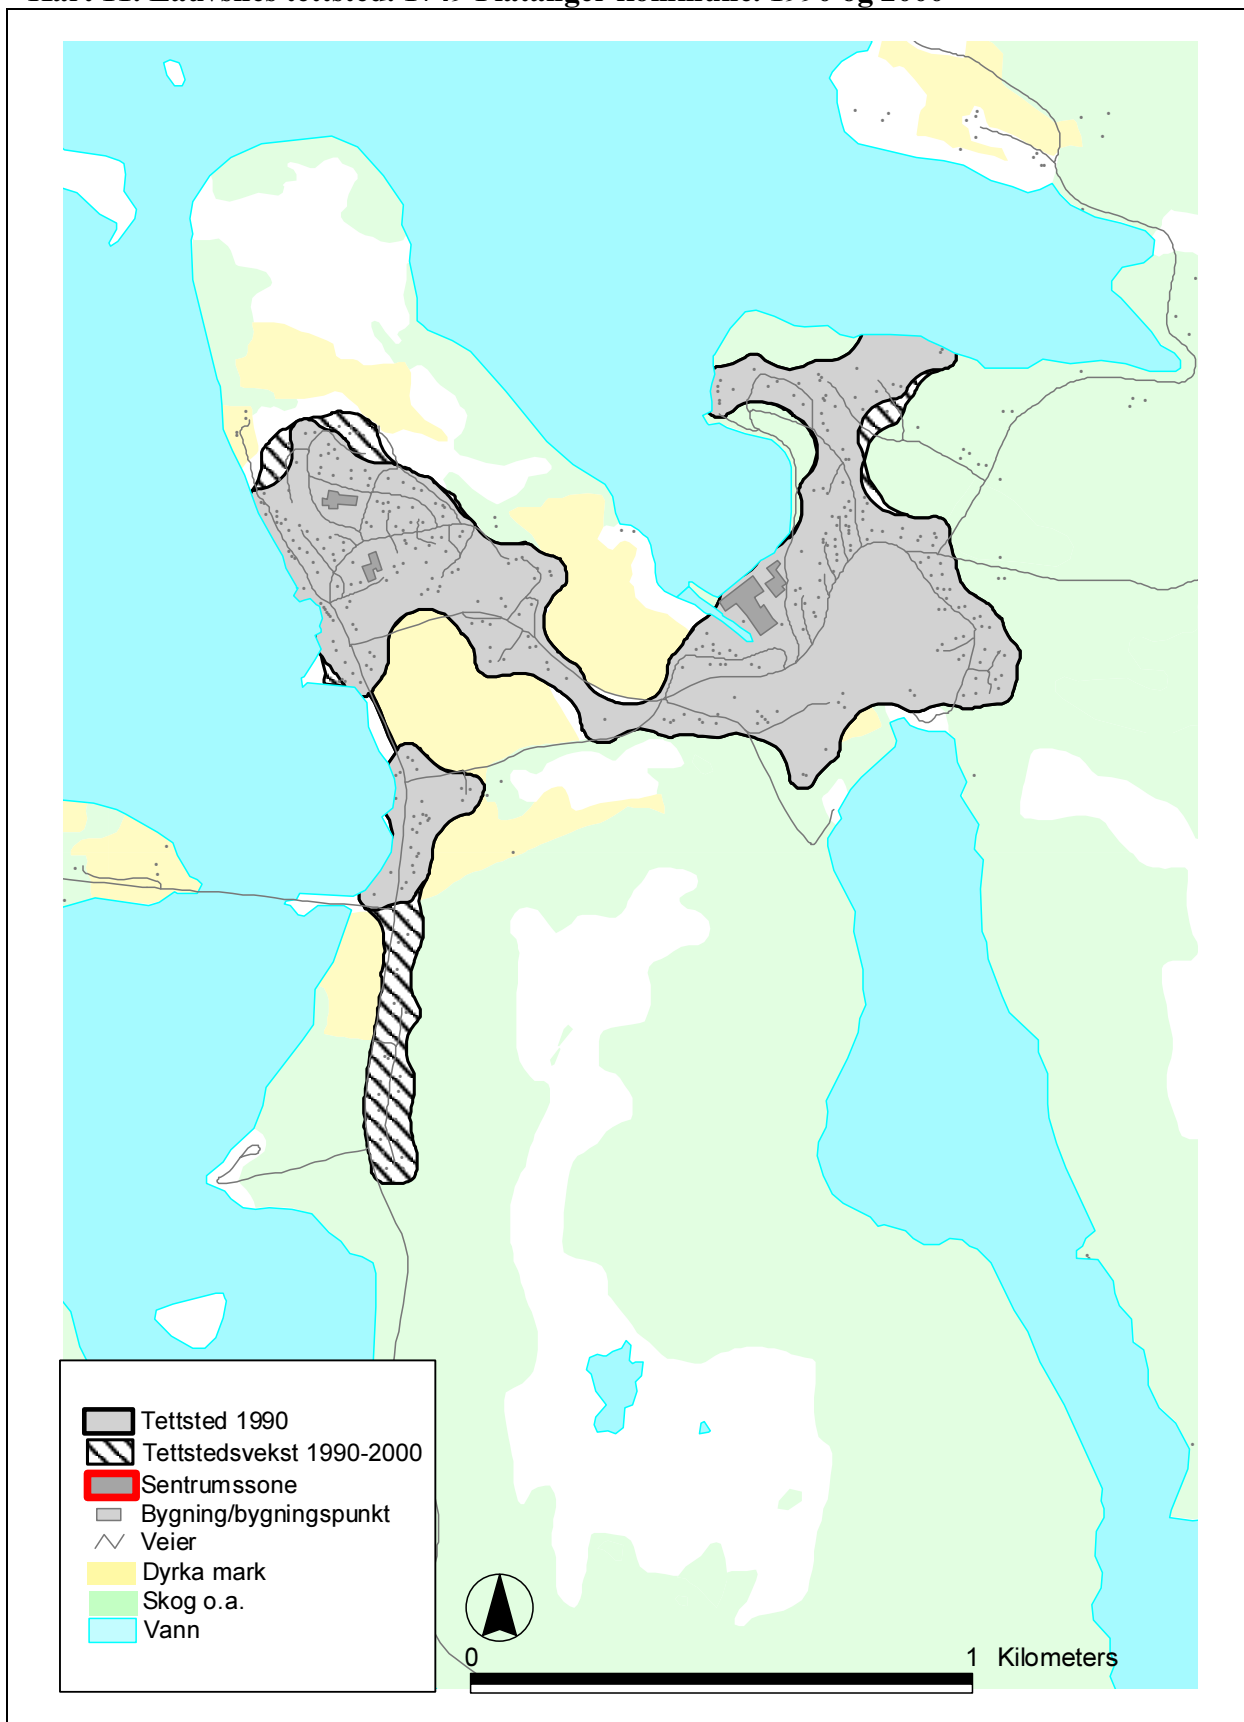 Tettsted 1990
Tettstedsvekst 1990-2000
Sentrumssone
Bygning/bygningspunkt
Veier
Dyrka mark
Skog o.a.
Vann
0 1 Kilometers